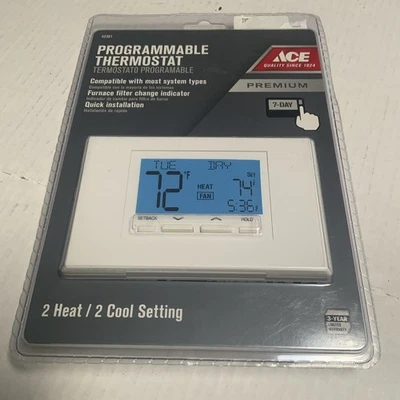 PROGRAMMABLE
THERMOSTAT
TERMOSTATO PROGRAMABLE
Compatible with most system types
Furnace filter change indicator
Quick installation
ACE
QUALITY SINCE 1924
PREMIUM
7-DAY
TUE DAY
72°F
HEAT
FAN
SET
74°
5:36
SETBACK
HOLD
2 Heat / 2 Cool Setting
3-YEAR